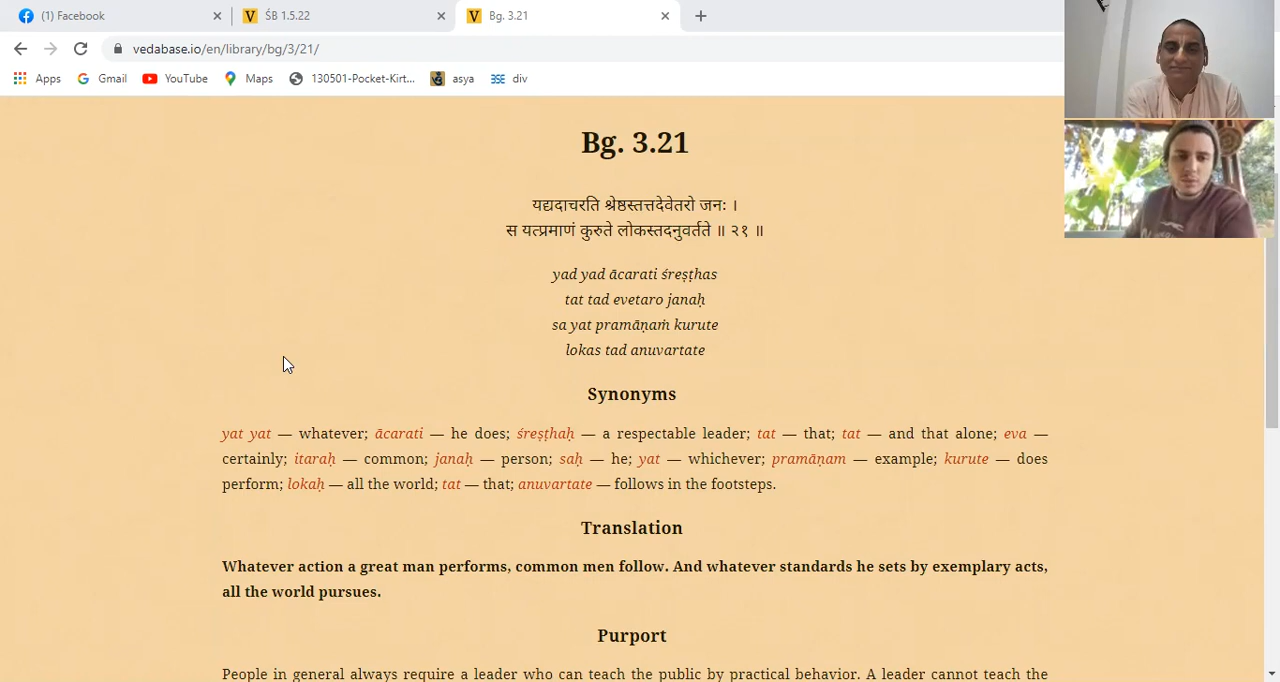 (1) Facebook
ŚB 1.5.22
Bg. 3.21
vedabase.io/en/library/bg/3/21/
Apps
Gmail
YouTube
Maps
130501-Pocket-Kirt...
asya
div
Bg. 3.21
यद्यदाचरति श्रेष्ठस्तत्तदेवेतरो जनः ।
स यत्प्रमाणं कुरुते लोकस्तदनुवर्तते ॥ २१ ॥
yad yad ācarati śreṣṭhas
tat tad evetaro janaḥ
sa yat pramāṇaṁ kurute
lokas tad anuvartate
Synonyms
yat yat — whatever; ācarati — he does; śreṣṭhaḥ — a respectable leader; tat — that; tat — and that alone; eva —
certainly; itaraḥ — common; janaḥ — person; saḥ — he; yat — whichever; pramāṇam — example; kurute — does
perform; lokaḥ — all the world; tat — that; anuvartate — follows in the footsteps.
Translation
Whatever action a great man performs, common men follow. And whatever standards he sets by exemplary acts,
all the world pursues.
Purport
People in general always require a leader who can teach the public by practical behavior. A leader cannot teach the